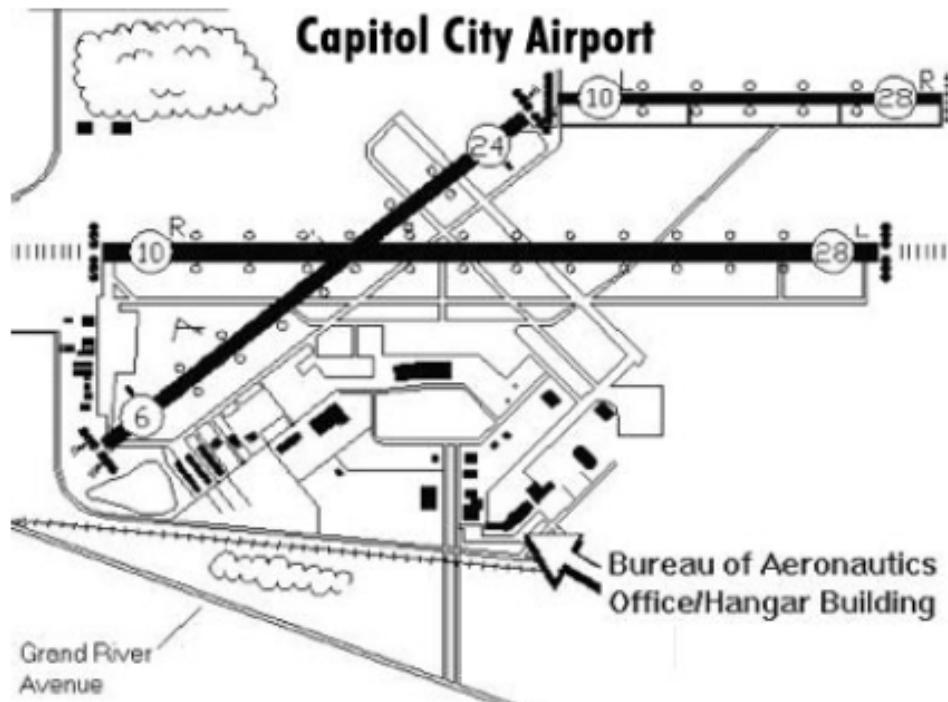 Capitol City Airport
10 L R 28
24
10 R L 28
6
Bureau of Aeronautics
Office/Hangar Building
Grand River
Avenue